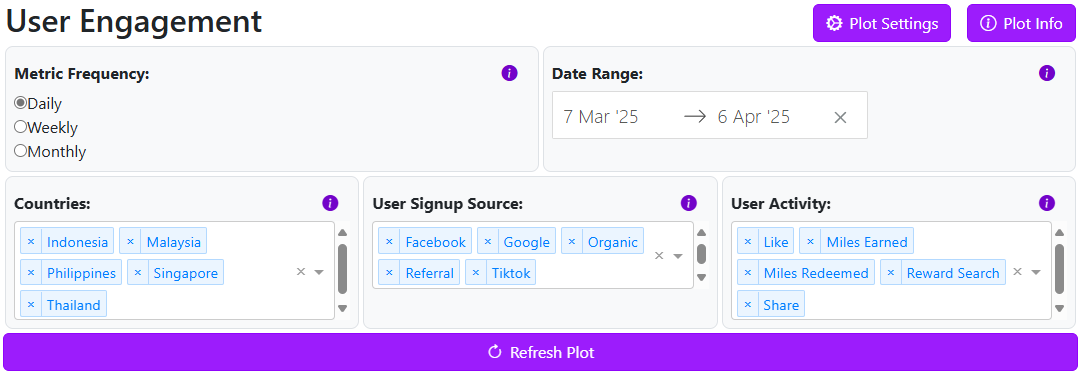 User Engagement
Plot Settings
Plot Info
Metric Frequency:
Daily
Weekly
Monthly
Date Range:
7 Mar '25 → 6 Apr '25 ×
Countries:
× Indonesia × Malaysia
× Philippines × Singapore
× Thailand
User Signup Source:
× Facebook × Google × Organic
× Referral × Tiktok
User Activity:
× Like × Miles Earned
× Miles Redeemed × Reward Search
× Share
Refresh Plot